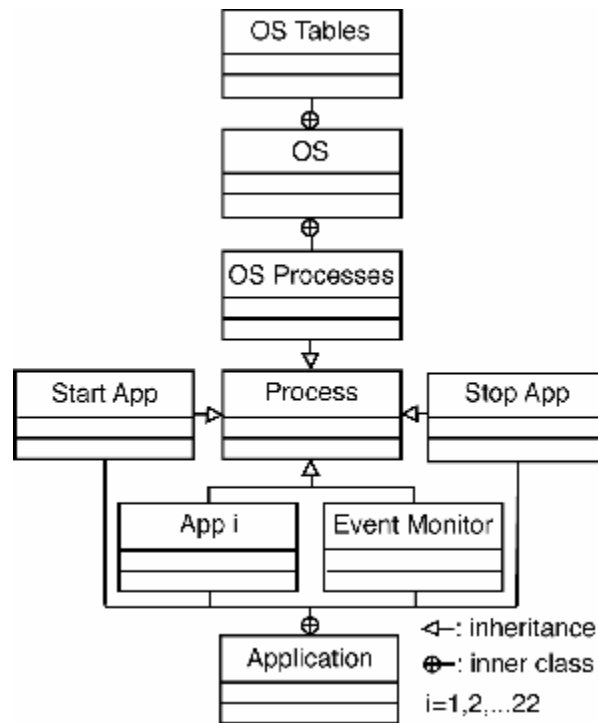 OS Tables
OS
OS Processes
Start App
Process
Stop App
App i
Event Monitor
Application
: inheritance
: inner class
i=1,2,...22